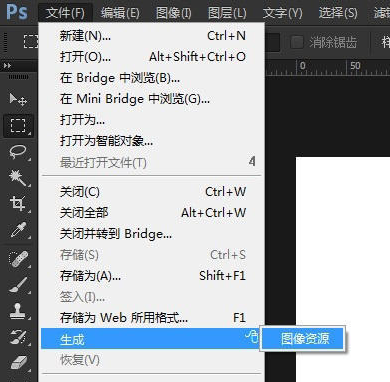 Ps 文件(F) 编辑(E) 图像(I) 图层(L) 文字(Y) 选择(S)
新建(N)... Ctrl+N
消除锯齿
打开(O)... Alt+Shift+Ctrl+O
在 Bridge 中浏览(B)...
0 50
在 Mini Bridge 中浏览(G)...
打开为...
打开为智能对象...
最近打开文件(T)
关闭(C) Ctrl+W
关闭全部 Alt+Ctrl+W
关闭并转到 Bridge...
存储(S) Ctrl+S
存储为(A)... Shift+F1
签入(I)...
存储为 Web 所用格式... F1
生成 图像资源
恢复(V)